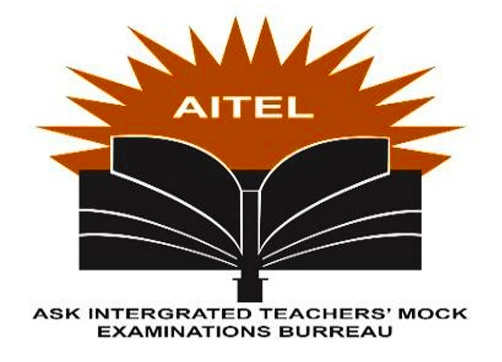 AITEL
ASK INTERGRATED TEACHERS' MOCK
EXAMINATIONS BURREAU